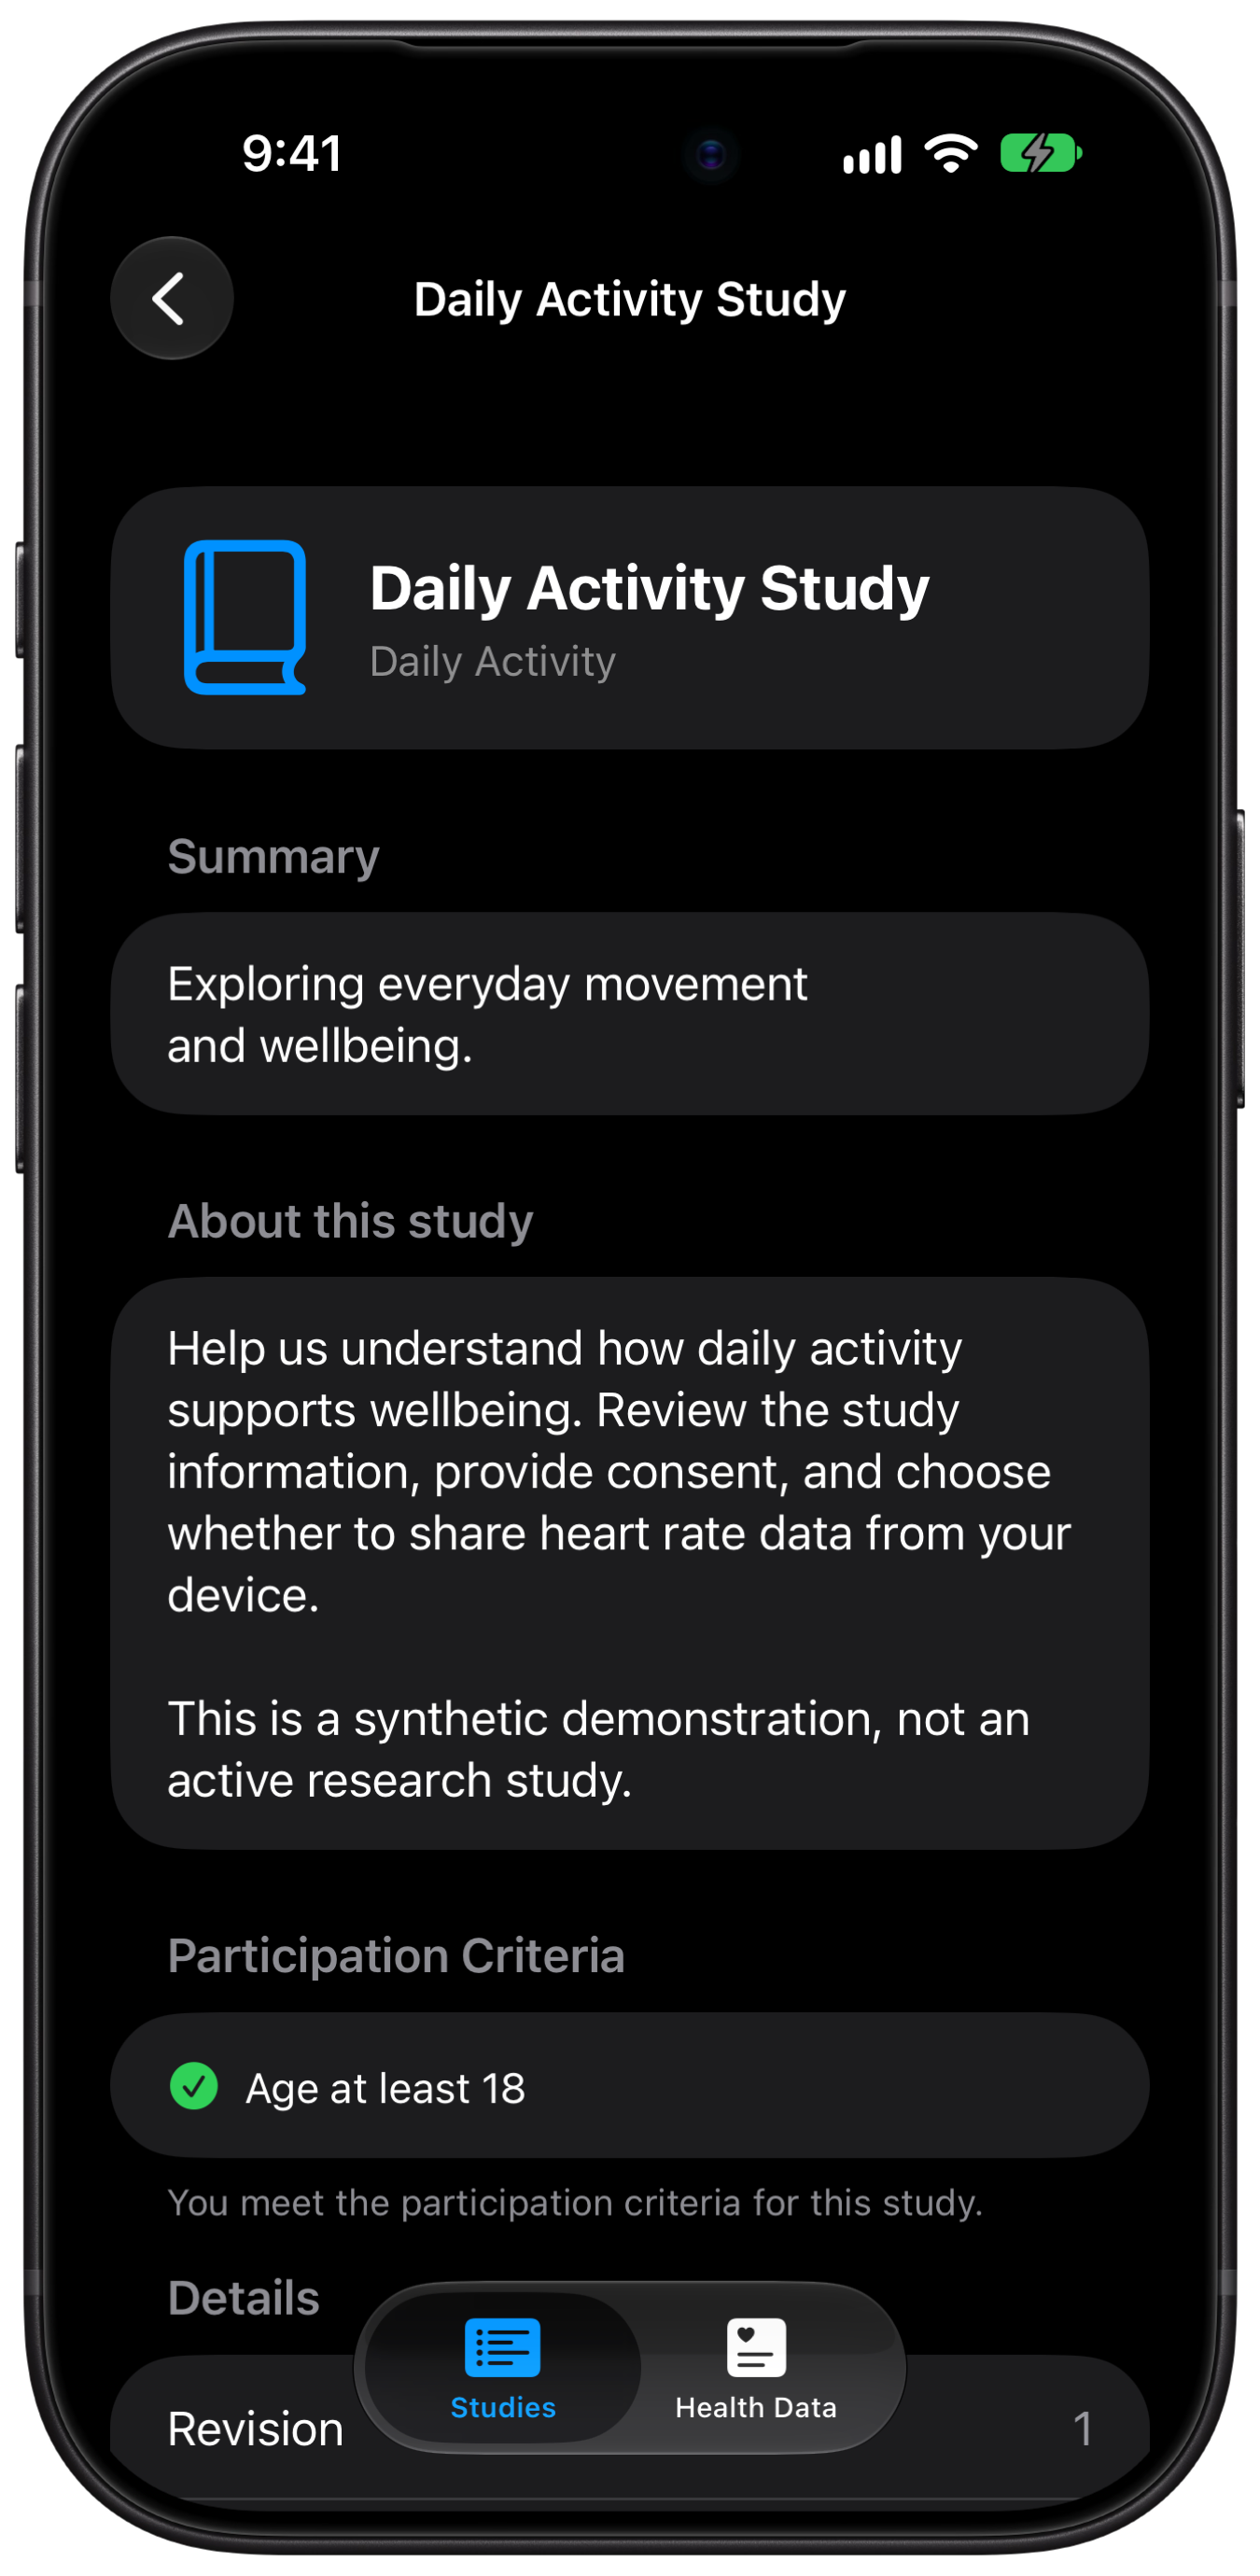 9:41
Daily Activity Study
Daily Activity Study
Daily Activity
Summary
Exploring everyday movement
and wellbeing.
About this study
Help us understand how daily activity
supports wellbeing. Review the study
information, provide consent, and choose
whether to share heart rate data from your
device.
This is a synthetic demonstration, not an
active research study.
Participation Criteria
Age at least 18
You meet the participation criteria for this study.
Details
Revision 1
Studies
Health Data